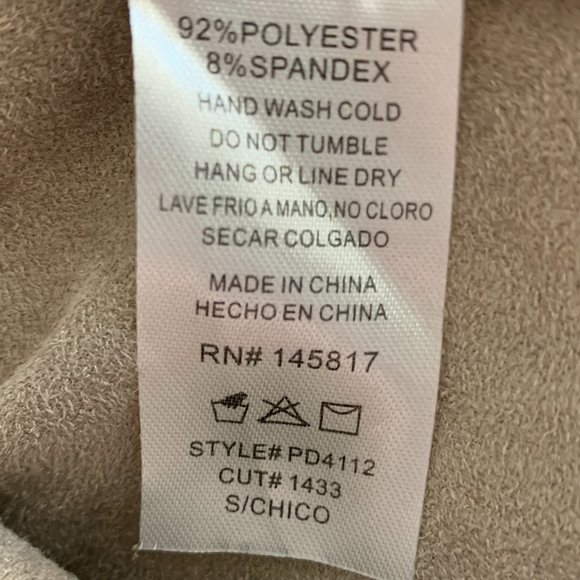 92%POLYESTER
8%SPANDEX
HAND WASH COLD
DO NOT TUMBLE
HANG OR LINE DRY
LAVE FRIO A MANO,NO CLORO
SECAR COLGADO
MADE IN CHINA
HECHO EN CHINA
RN# 145817
STYLE# PD4112
CUT# 1433
S/CHICO